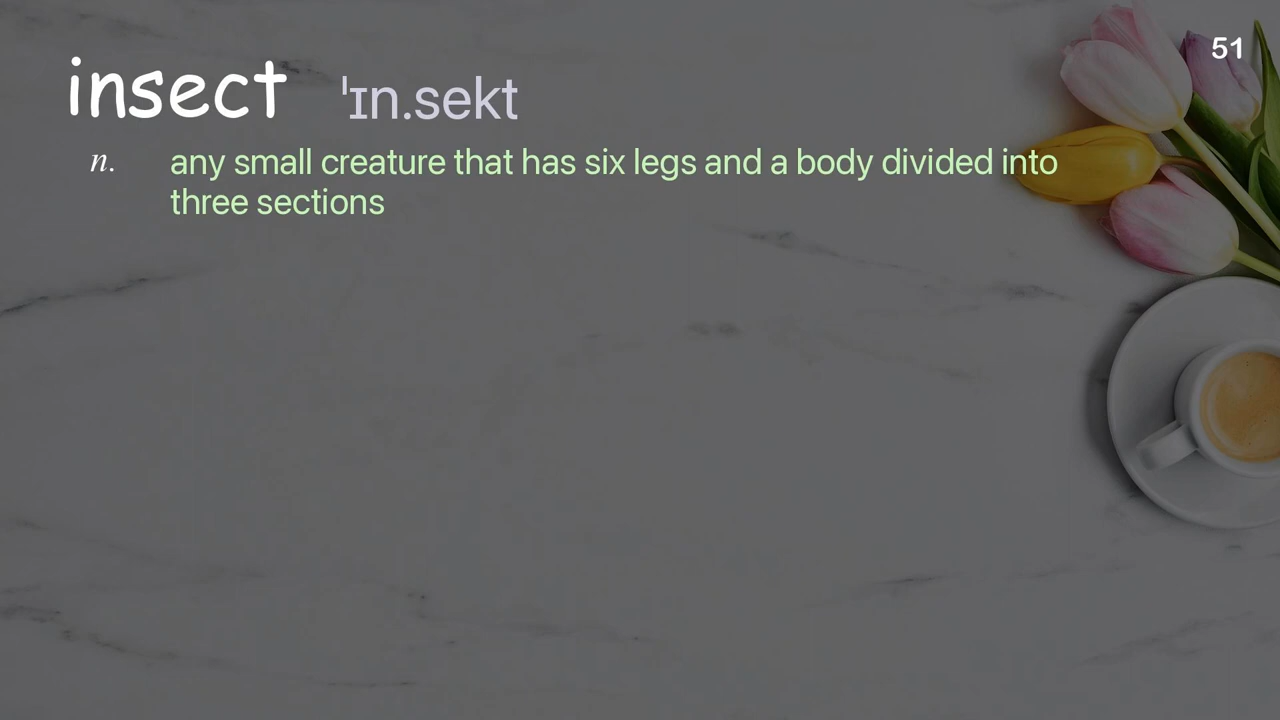 51
insect ˈɪn.sekt
n. any small creature that has six legs and a body divided into
three sections